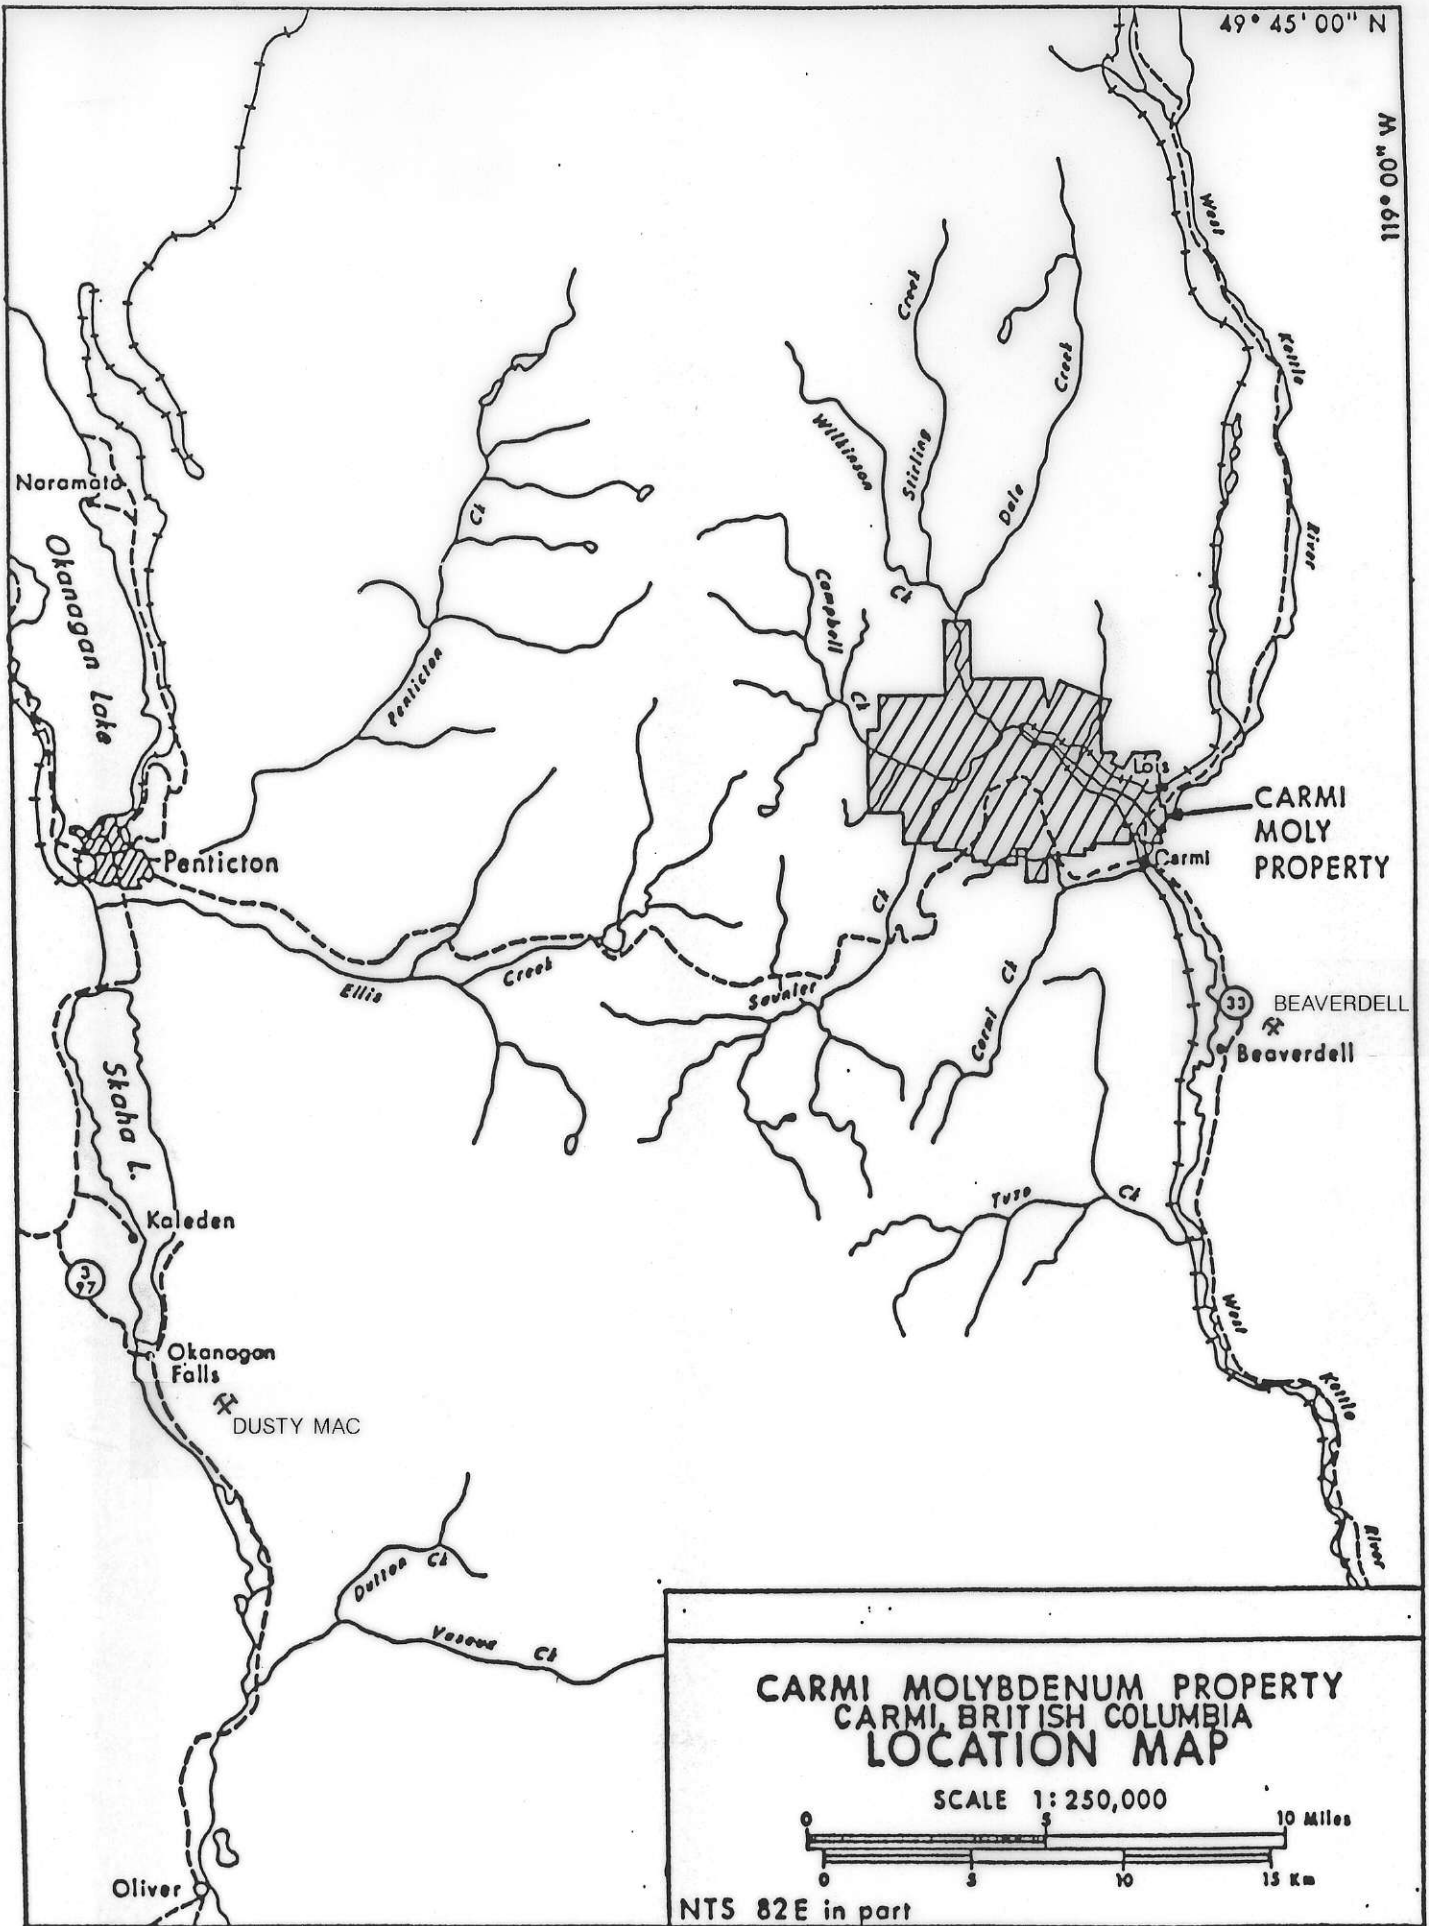 49° 45' 00" N
119° 00" W
West
Kettle
River
Creek
Creek
Wilkinson
Stirling
Dale
Ck
Naramata
Ck
Okanagan Lake
Campbell
Ck
Penticton
Lois
CARMI
MOLY
PROPERTY
Penticton
Carmi
Ck
Ellis
Creek
Saunier
Carmi
Ck
33
BEAVERDELL
Beaverdell
Skaha L.
Kaleden
Tuzo
Ck
3
97
West
Kettle
River
Okanagan
Falls
DUSTY MAC
Dutton
Ck
Vaseux
Ck
CARMI MOLYBDENUM PROPERTY
CARMI, BRITISH COLUMBIA
LOCATION MAP
SCALE 1:250,000
0 5 10 Miles
0 5 10 15 Km
Oliver
NTS 82E in part